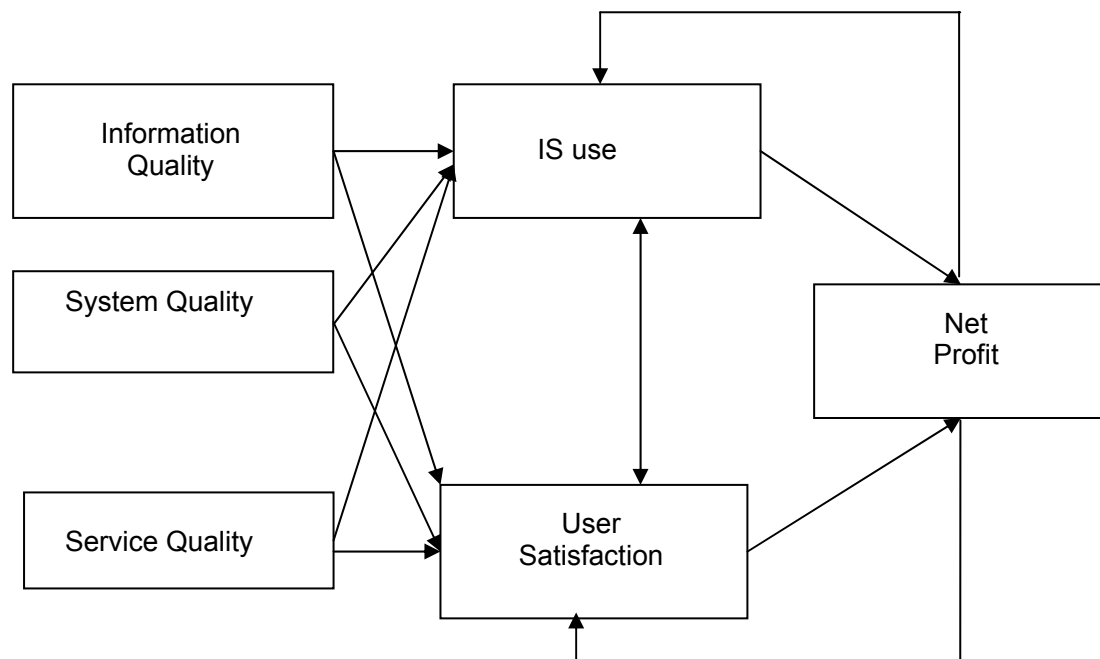 Information
Quality
IS use
System Quality
Net
Profit
Service Quality
User
Satisfaction